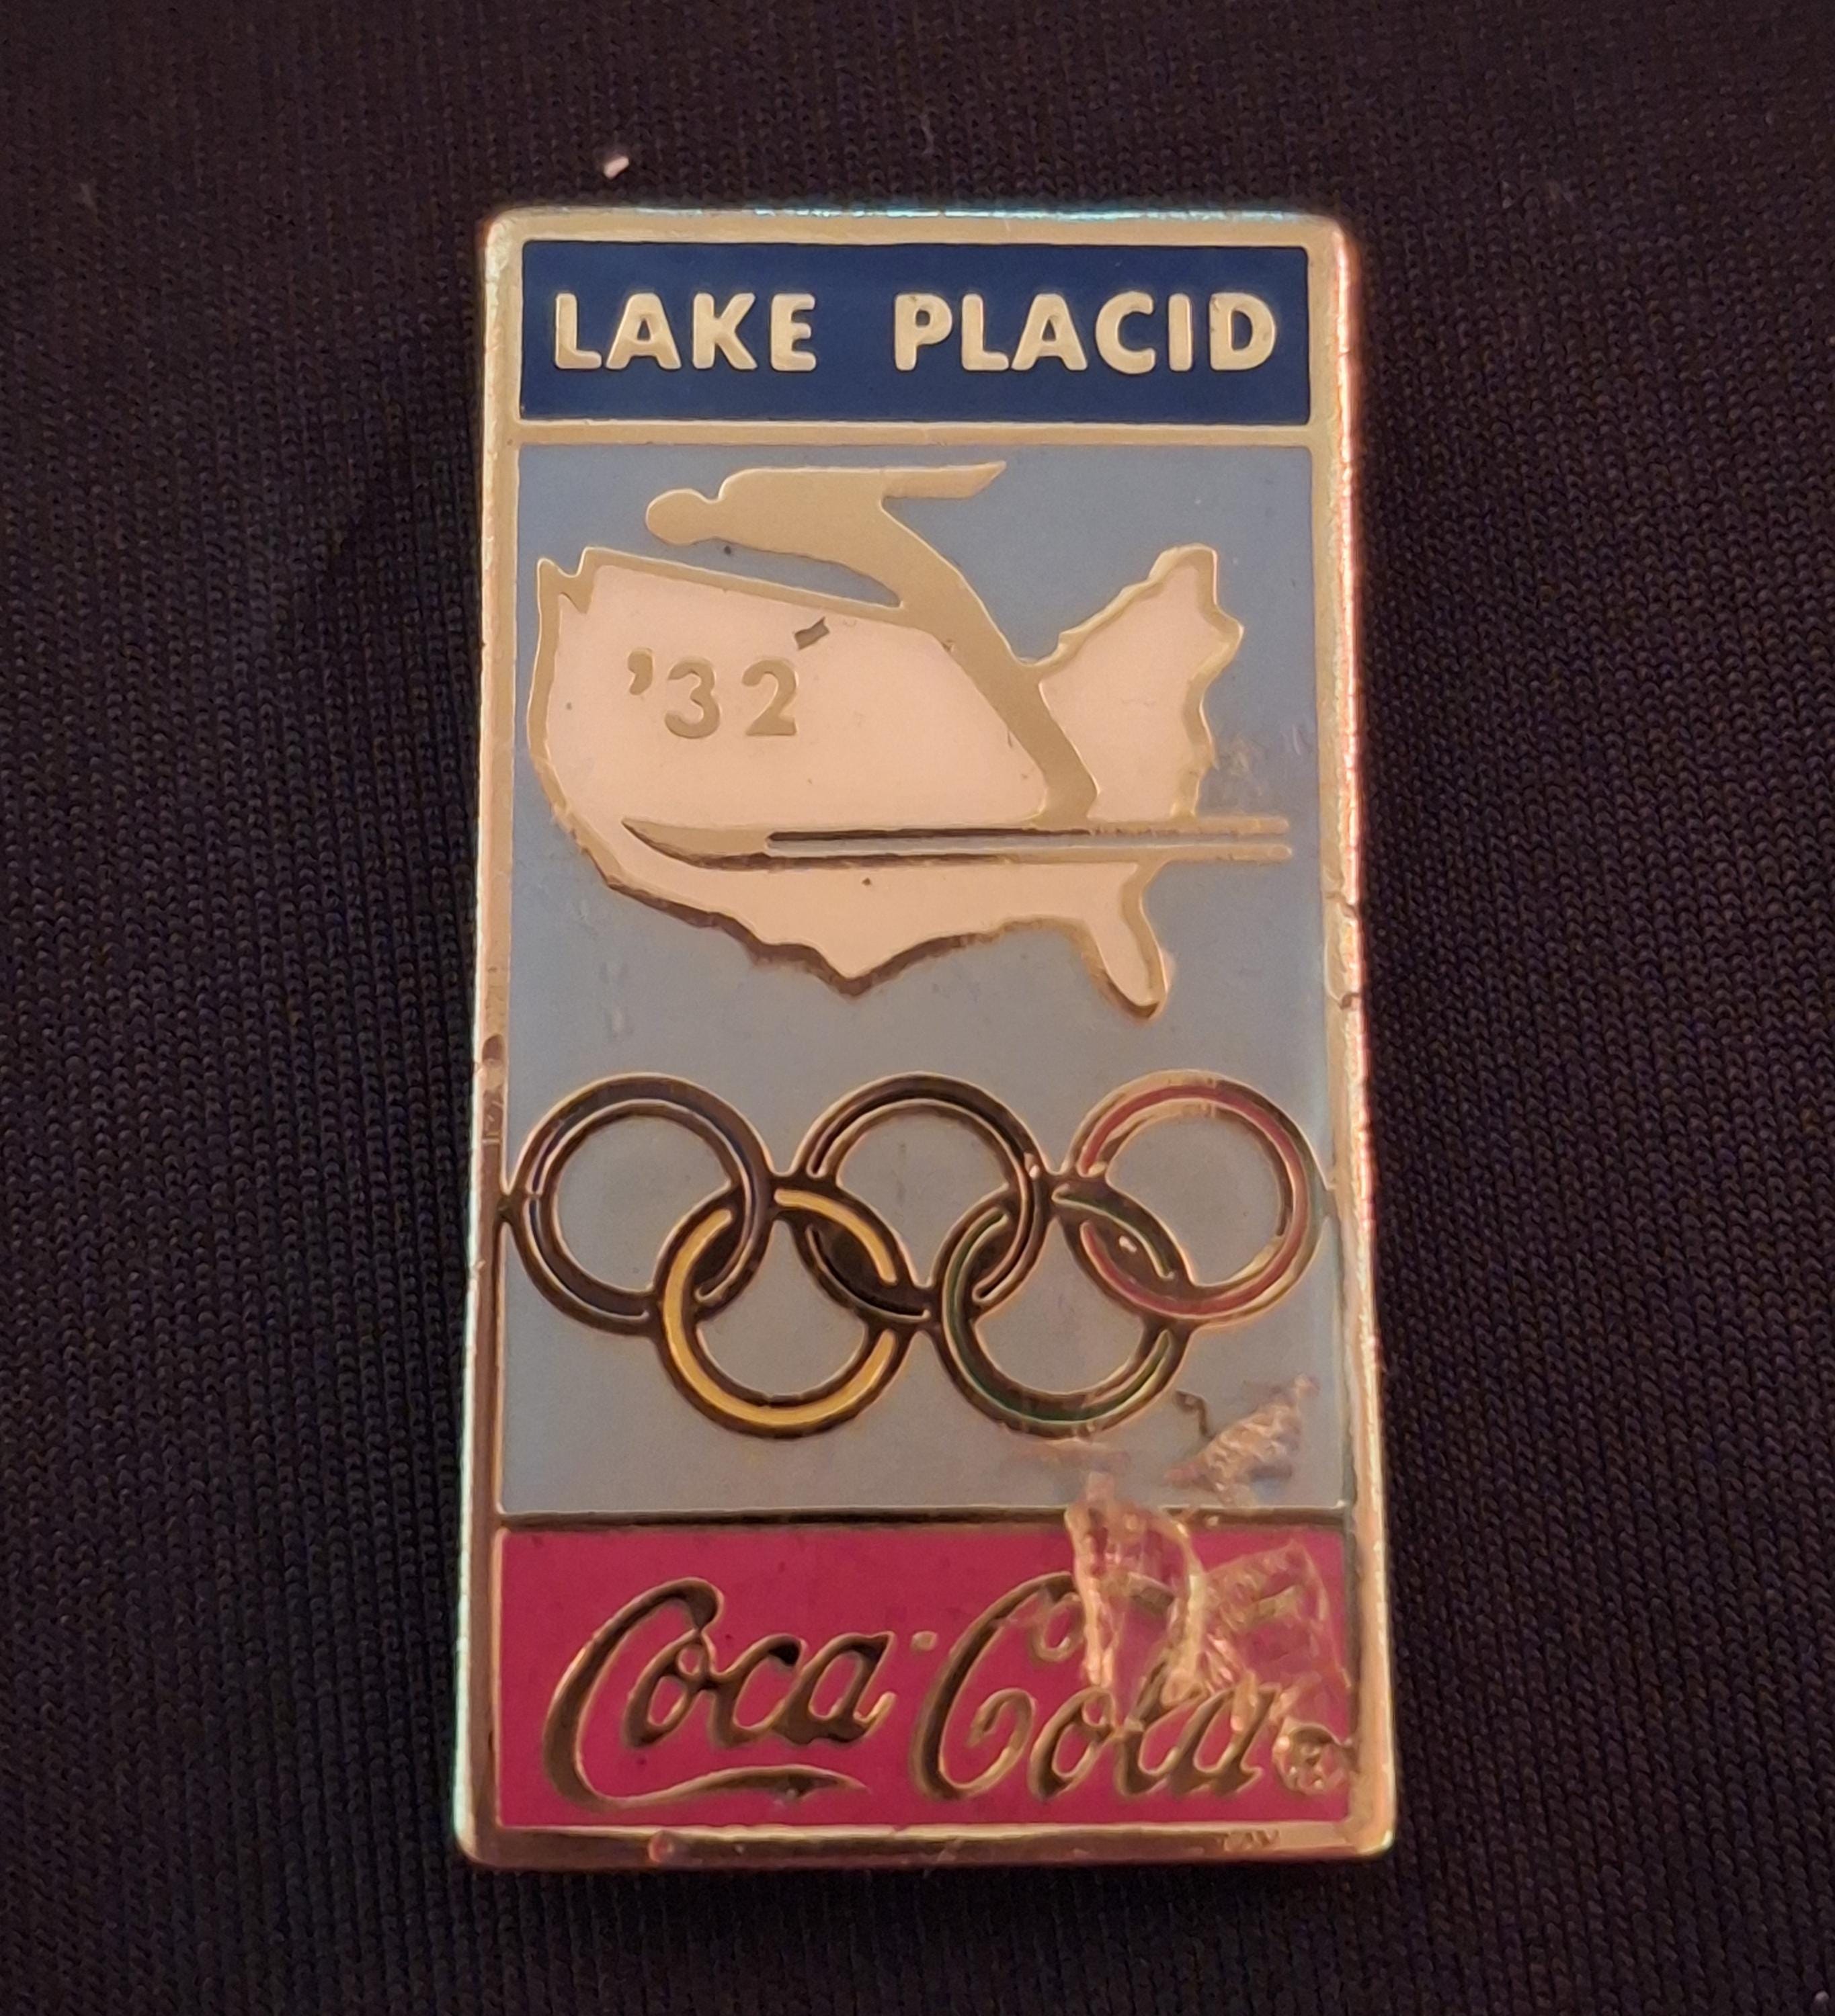 LAKE PLACID
'32
Coca-Cola®